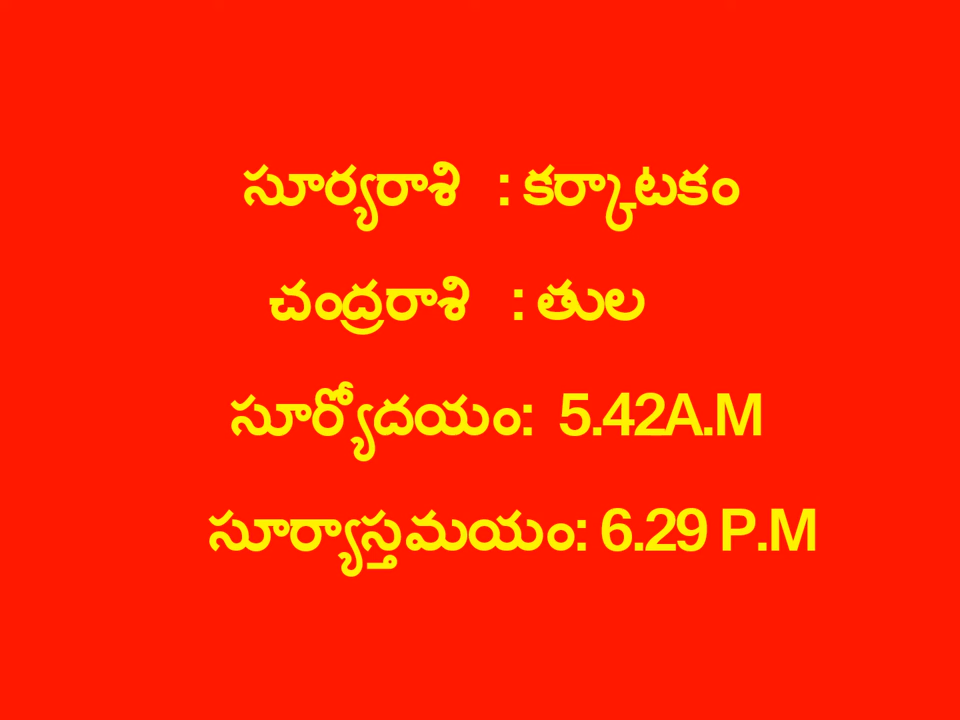 సూర్యరాశి : కర్కాటకం
చంద్రరాశి : తుల
సూర్యోదయం: 5.42A.M
సూర్యాస్తమయం: 6.29 P.M